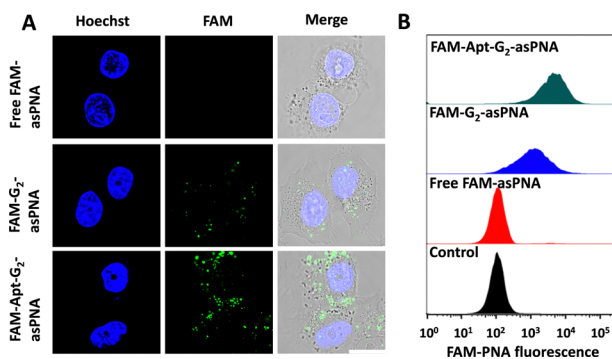 A
Hoechst FAM Merge
Free FAM-
asPNA
FAM-G₂-
asPNA
FAM-Apt-G₂-
asPNA
B
FAM-Apt-G₂-asPNA
FAM-G₂-asPNA
Free FAM-asPNA
Control
10⁰ 10¹ 10² 10³ 10⁴ 10⁵
FAM-PNA fluorescence